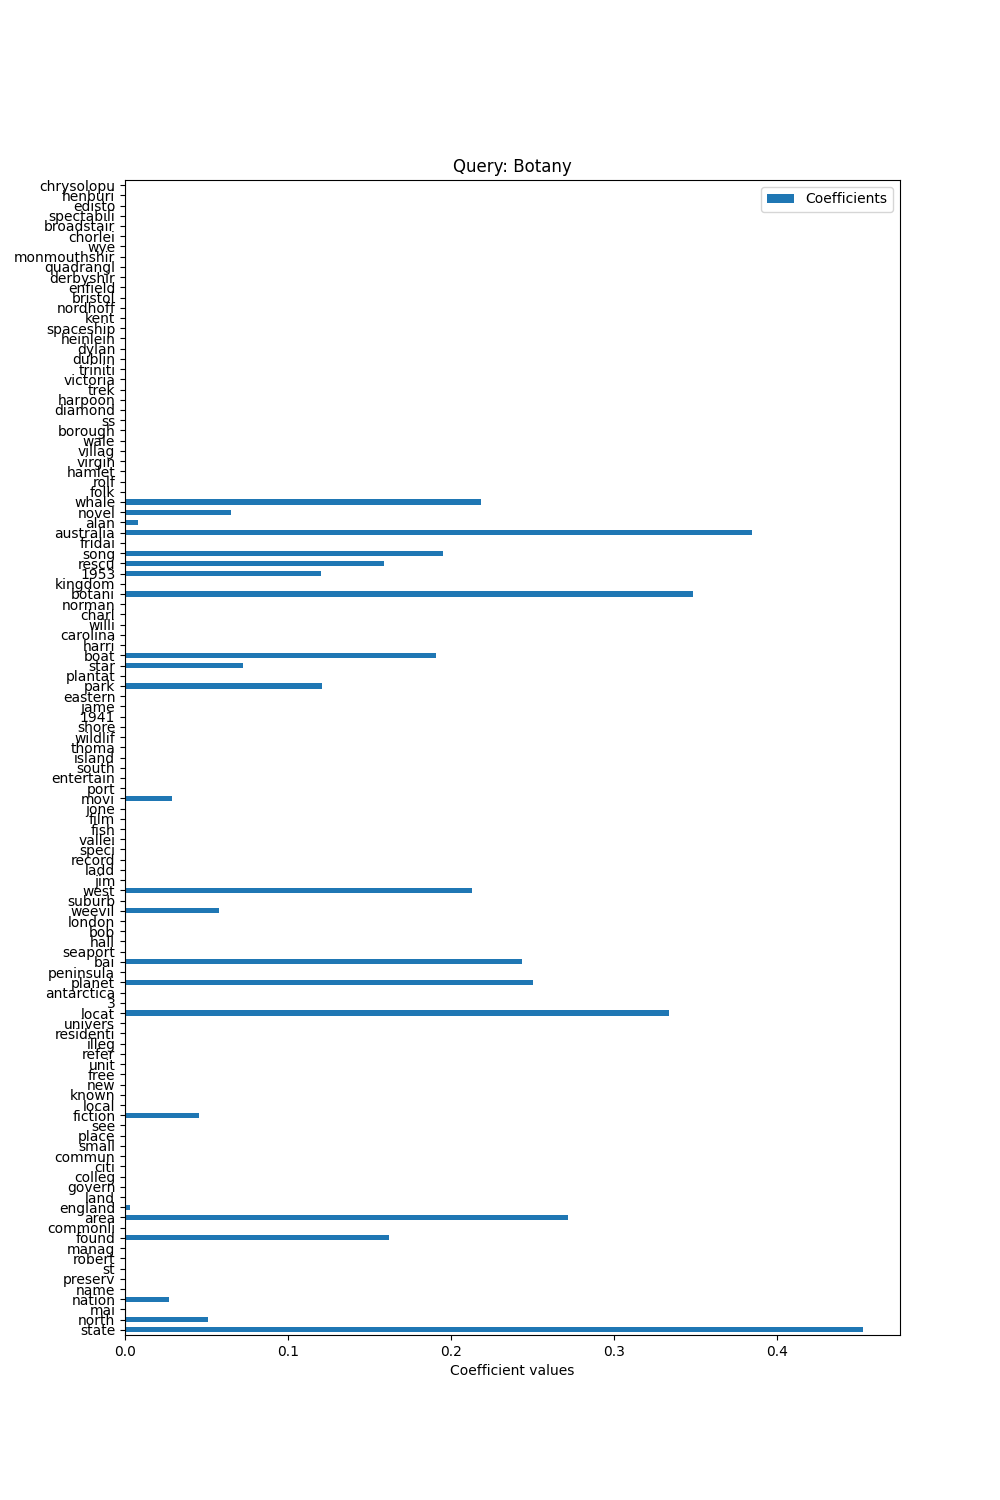 Query: Botany
Coefficients
chrysolopu
henburi
edisto
spectabili
broadstair
chorlei
wye
monmouthshir
quadrangl
derbyshir
enfield
bristol
nordhoff
kent
spaceship
heinlein
dylan
dublin
triniti
victoria
trek
harpoon
diamond
ss
borough
wale
villag
virgin
hamlet
rolf
folk
whale
novel
alan
australia
fridai
song
rescu
1953
kingdom
botani
norman
charl
willi
carolina
harri
boat
star
plantat
park
eastern
jame
1941
shore
wildlif
thoma
island
south
entertain
port
movi
jone
film
fish
vallei
speci
record
ladd
jim
west
suburb
weevil
london
bob
hall
seaport
bai
peninsula
planet
antarctica
3
locat
univers
residenti
illeg
refer
unit
free
new
known
local
fiction
see
place
small
commun
citi
colleg
govern
land
england
area
commonli
found
manag
robert
st
preserv
name
nation
mai
north
state
0.0 0.1 0.2 0.3 0.4
Coefficient values